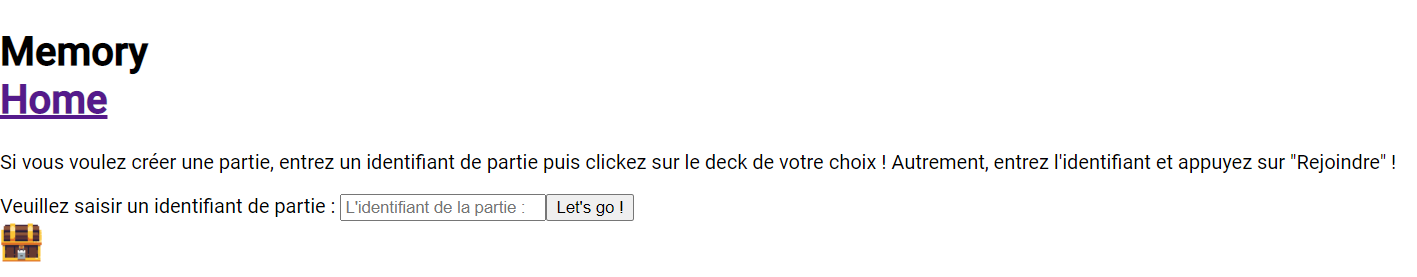 Memory
Home
Si vous voulez créer une partie, entrez un identifiant de partie puis clickez sur le deck de votre choix ! Autrement, entrez l'identifiant et appuyez sur "Rejoindre" !
Veuillez saisir un identifiant de partie : L'identifiant de la partie : Let's go !